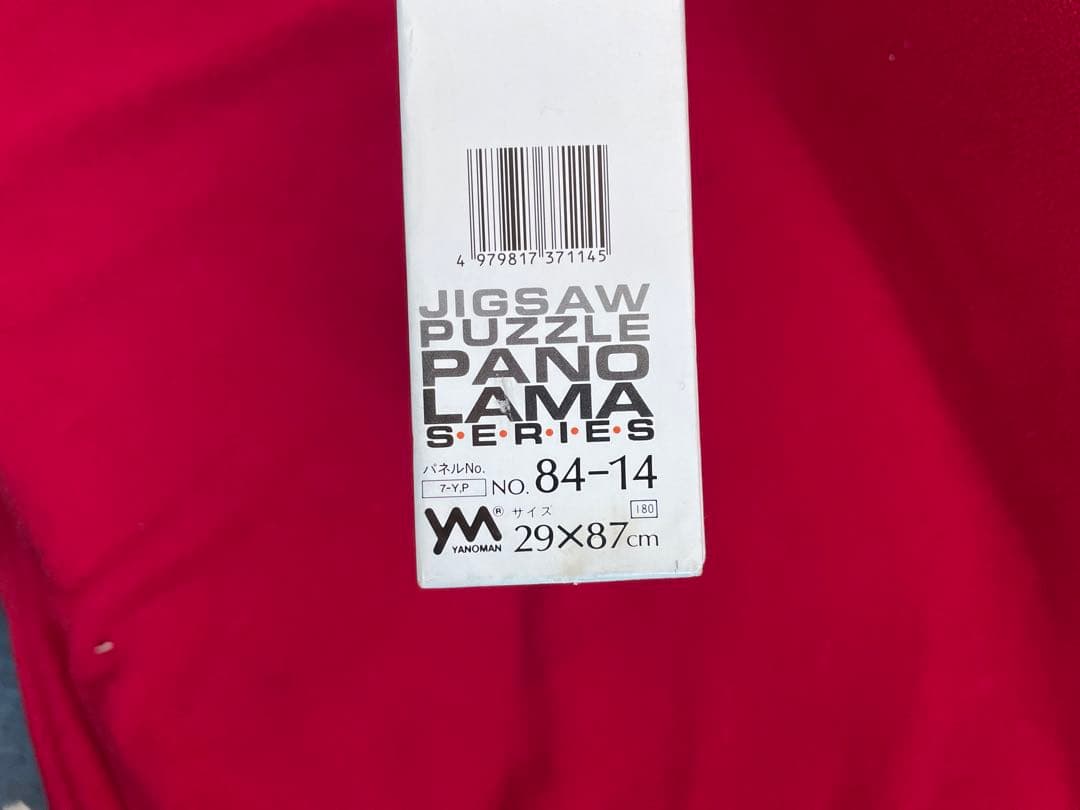 4 979817 371145
JIGSAW
PUZZLE
PANO
LAMA
S•E•R•I•E•S
パネルNo.
7-Y,P NO. 84-14
YM® サイズ 180
YANOMAN 29×87cm